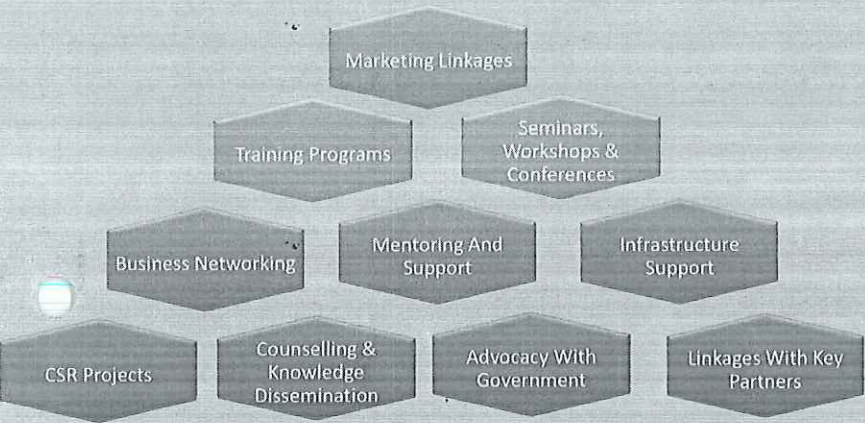 Marketing Linkages
Training Programs
Seminars,
Workshops &
Conferences
Business Networking
Mentoring And
Support
Infrastructure
Support
CSR Projects
Counselling &
Knowledge
Dissemination
Advocacy With
Government
Linkages With Key
Partners